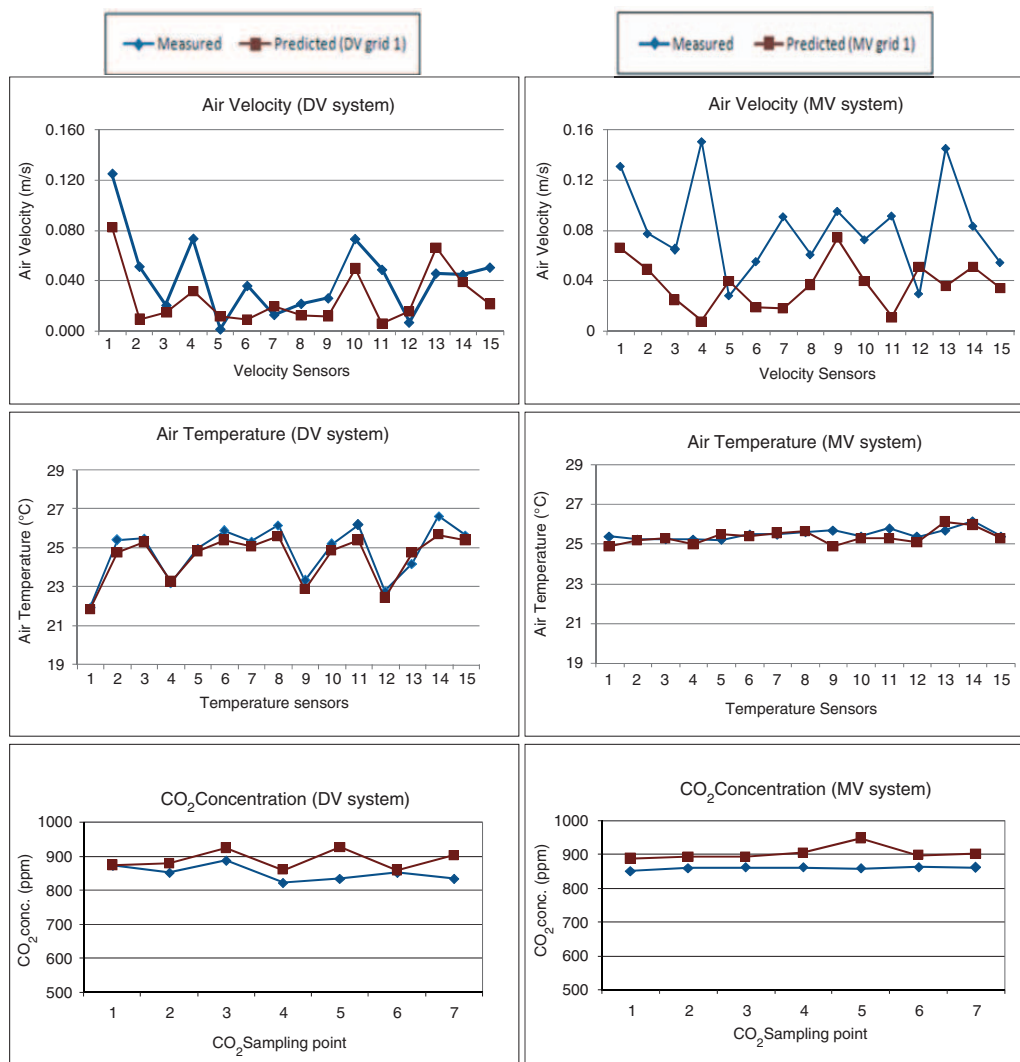 Measured Predicted (DV grid 1)
Measured Predicted (MV grid 1)
Air Velocity (DV system)
Air Velocity (m/s)
0.160
0.120
0.080
0.040
0.000
1 2 3 4 5 6 7 8 9 10 11 12 13 14 15
Velocity Sensors
Air Velocity (MV system)
Air Velocity (m/s)
0.16
0.12
0.08
0.04
0
1 2 3 4 5 6 7 8 9 10 11 12 13 14 15
Velocity Sensors
Air Temperature (DV system)
Air Temperature (°C)
29
27
25
23
21
19
1 2 3 4 5 6 7 8 9 10 11 12 13 14 15
Temperature sensors
Air Temperature (MV system)
Air Temperature (°C)
29
27
25
23
21
19
1 2 3 4 5 6 7 8 9 10 11 12 13 14 15
Temperature Sensors
CO2Concentration (DV system)
CO2conc. (ppm)
1000
900
800
700
600
500
1 2 3 4 5 6 7
CO2Sampling point
CO2Concentration (MV system)
CO2conc. (ppm)
1000
900
800
700
600
500
1 2 3 4 5 6 7
CO2Sampling point